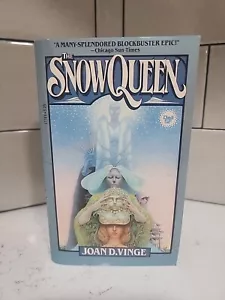 "A MANY-SPLENDORED BLOCKBUSTER EPIC!"
—Chicago Sun Times
The
SNOW QUEEN
JOAN D. VINGE